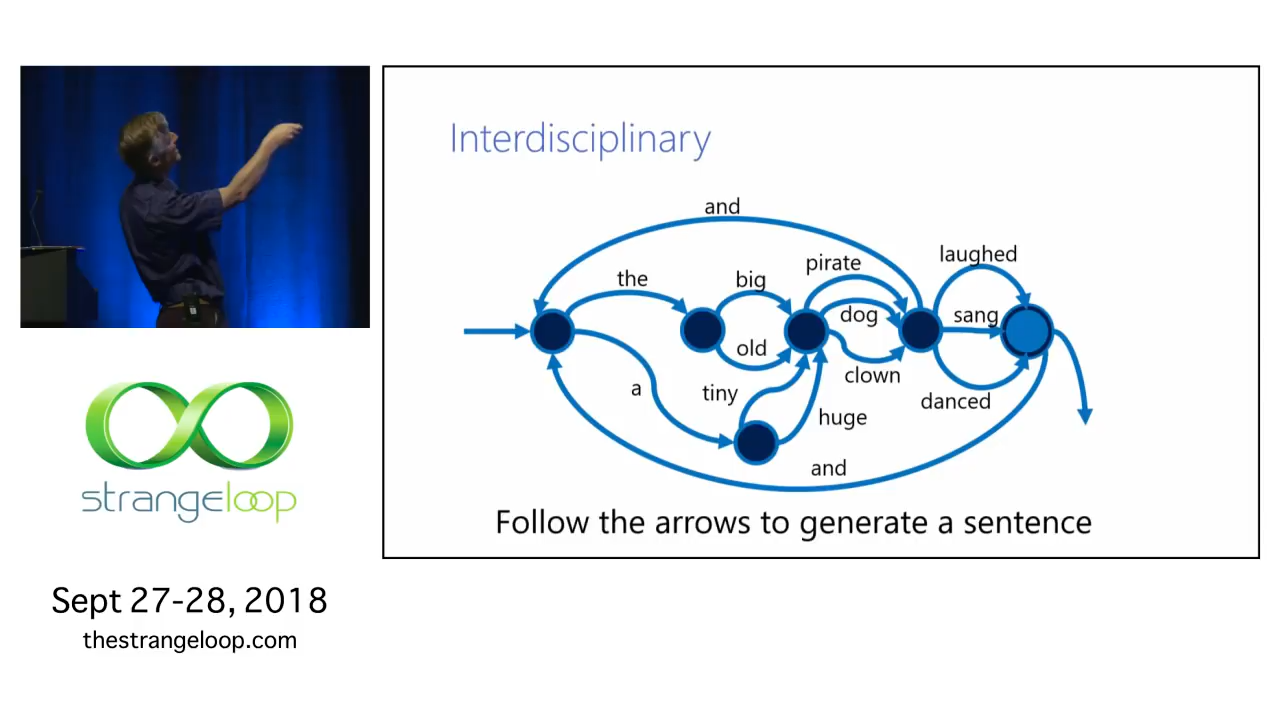 Interdisciplinary
and
the
big
pirate
laughed
dog
sang
old
a
tiny
clown
huge
danced
and
Follow the arrows to generate a sentence
strangeloop
Sept 27-28, 2018
thestrangeloop.com